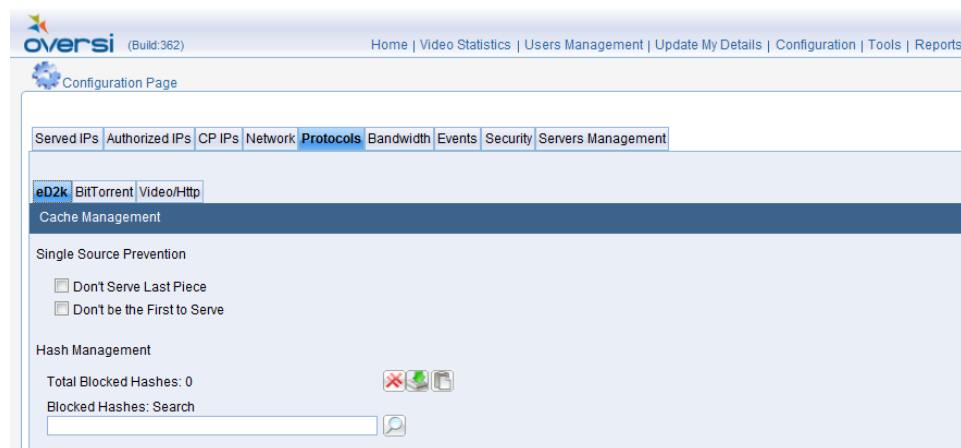 oversi (Build:362) Home | Video Statistics | Users Management | Update My Details | Configuration | Tools | Reports
Configuration Page
Served IPs Authorized IPs CP IPs Network Protocols Bandwidth Events Security Servers Management
eD2k BitTorrent Video/Http
Cache Management
Single Source Prevention
Don't Serve Last Piece
Don't be the First to Serve
Hash Management
Total Blocked Hashes: 0
Blocked Hashes: Search